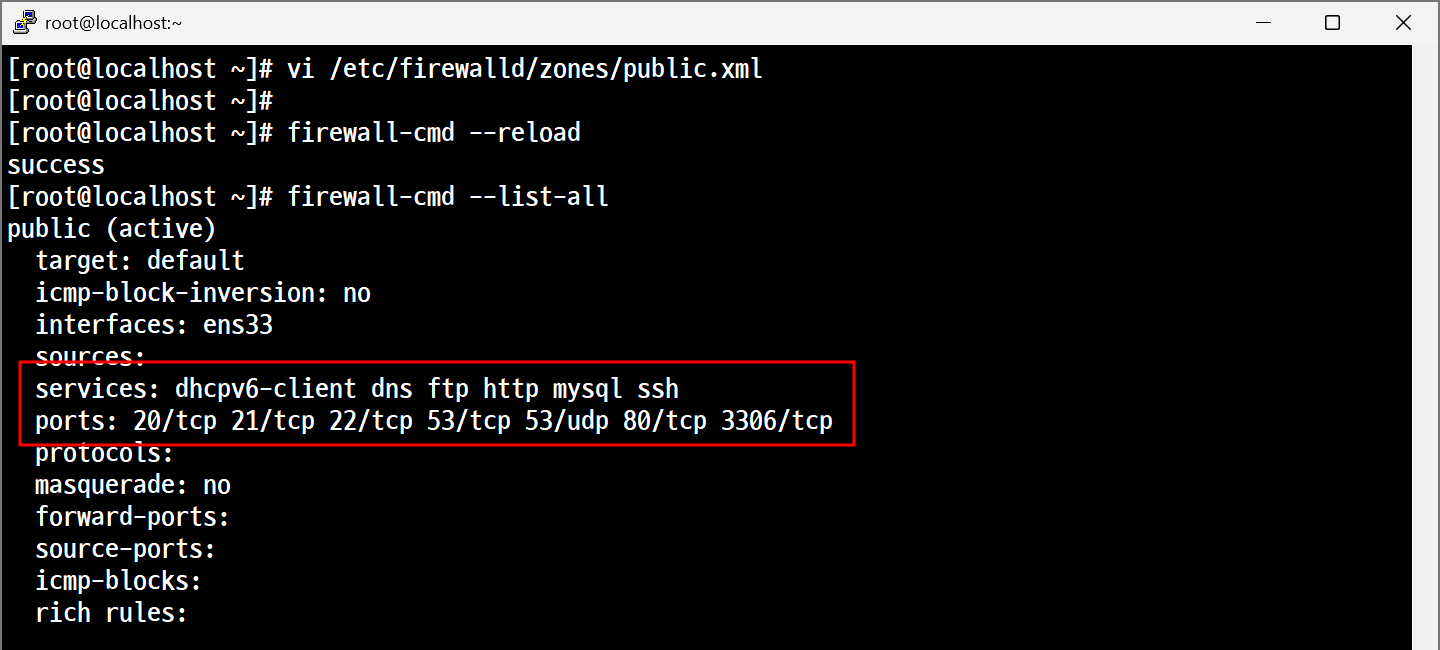 root@localhost:~
[root@localhost ~]# vi /etc/firewalld/zones/public.xml
[root@localhost ~]#
[root@localhost ~]# firewall-cmd --reload
success
[root@localhost ~]# firewall-cmd --list-all
public (active)
  target: default
  icmp-block-inversion: no
  interfaces: ens33
  sources:
  services: dhcpv6-client dns ftp http mysql ssh
  ports: 20/tcp 21/tcp 22/tcp 53/tcp 53/udp 80/tcp 3306/tcp
  protocols:
  masquerade: no
  forward-ports:
  source-ports:
  icmp-blocks:
  rich rules: